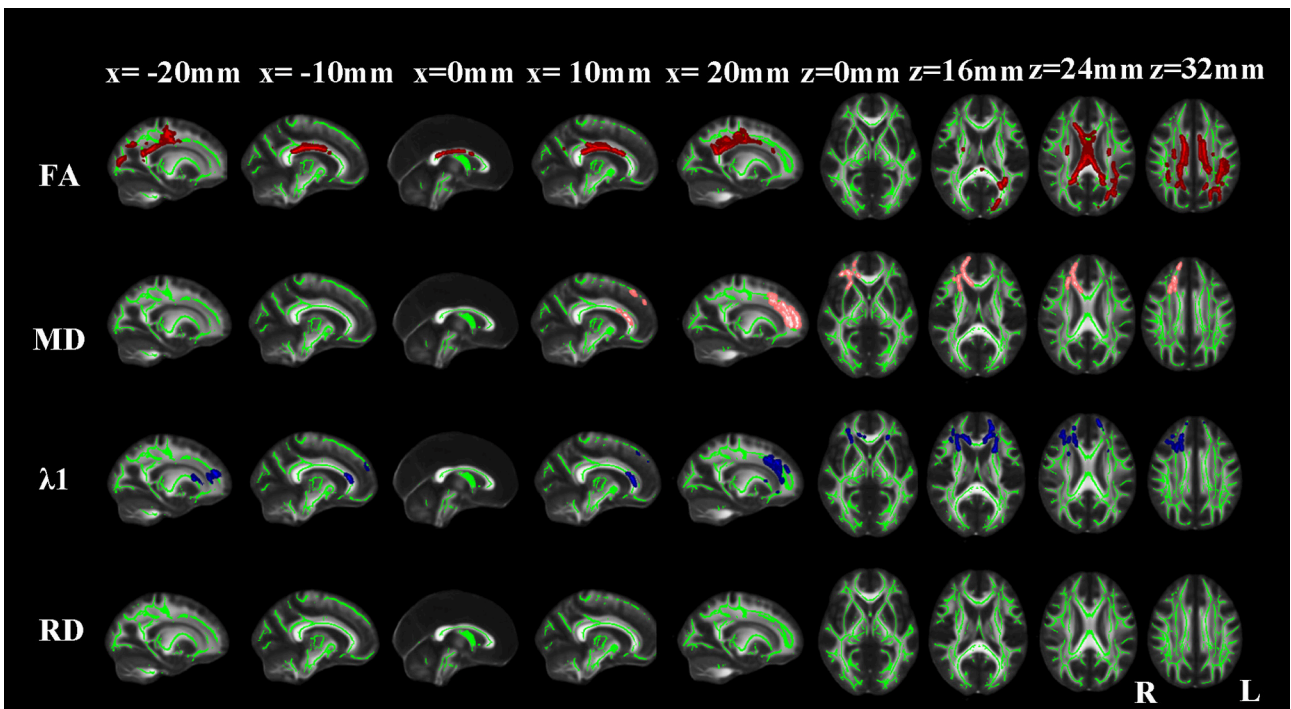 x= -20mm x= -10mm x=0mm x= 10mm x= 20mm z=0mm z=16mm z=24mm z=32mm
FA
MD
λ1
RD
R L